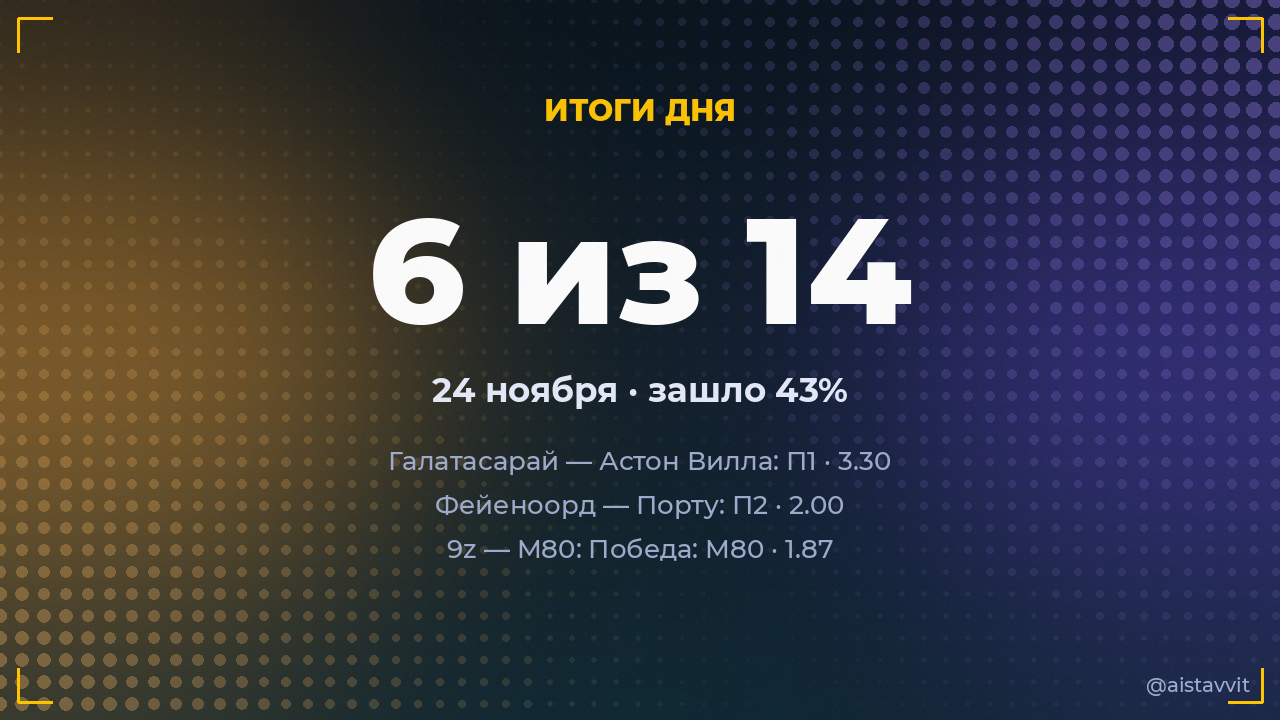 ИТОГИ ДНЯ
6 из 14
24 ноября · зашло 43%
Галатасарай — Астон Вилла: П1 · 3.30
Фейеноорд — Порту: П2 · 2.00
9z — M80: Победа: M80 · 1.87
@aistavvit